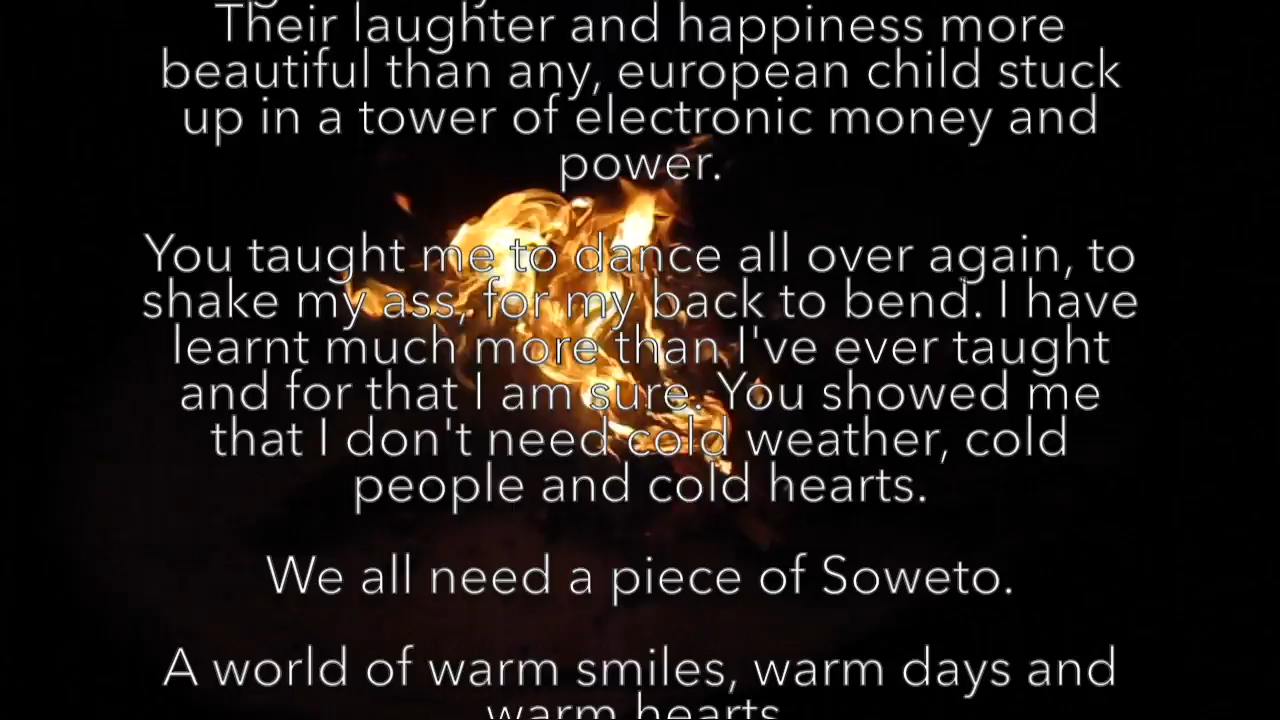 Their laughter and happiness more
beautiful than any, european child stuck
up in a tower of electronic money and
power.
You taught me to dance all over again, to
shake my ass, for my back to bend. I have
learnt much more than I've ever taught
and for that I am sure. You showed me
that I don't need cold weather, cold
people and cold hearts.
We all need a piece of Soweto.
A world of warm smiles, warm days and
warm hearts